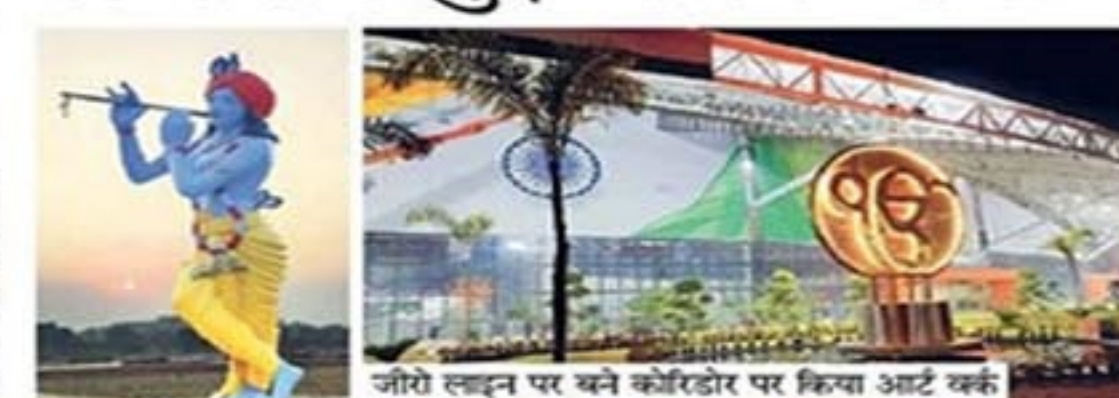 ੴ
जीरो लाइन पर बने कोरिडोर पर किया आर्ट वर्क